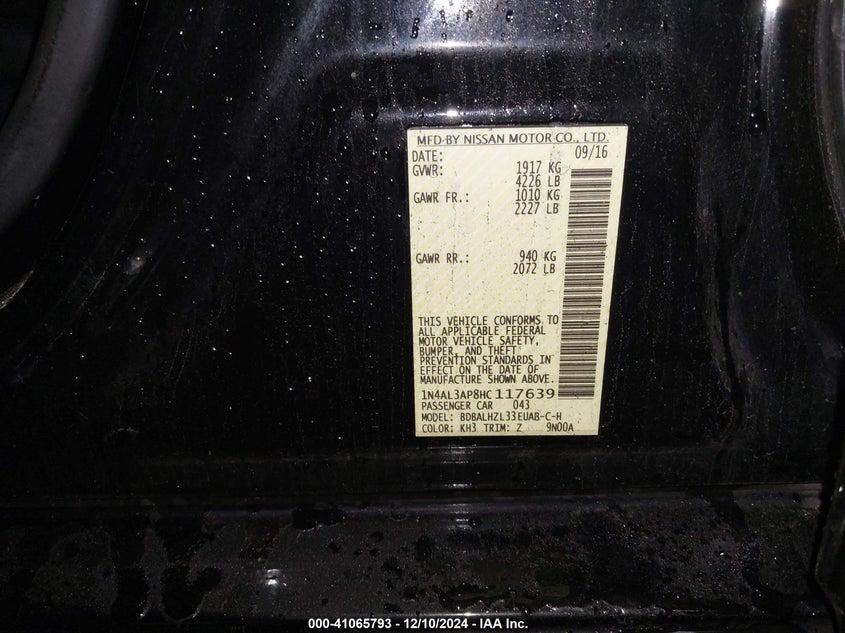 MFD BY NISSAN MOTOR CO., LTD.
DATE: 09/16
GVWR: 1917 KG
4226 LB
GAWR FR.: 1010 KG
2227 LB
GAWR RR.: 940 KG
2072 LB
THIS VEHICLE CONFORMS TO
ALL APPLICABLE FEDERAL
MOTOR VEHICLE SAFETY,
BUMPER, AND THEFT
PREVENTION STANDARDS IN
EFFECT ON THE DATE OF
MANUFACTURE SHOWN ABOVE.
1N4AL3AP8HC117639
PASSENGER CAR 043
MODEL: BDBALHZL33EUAB-C-H
COLOR: KH3 TRIM: Z 9N00A
000-41065793 - 12/10/2024 - IAA Inc.